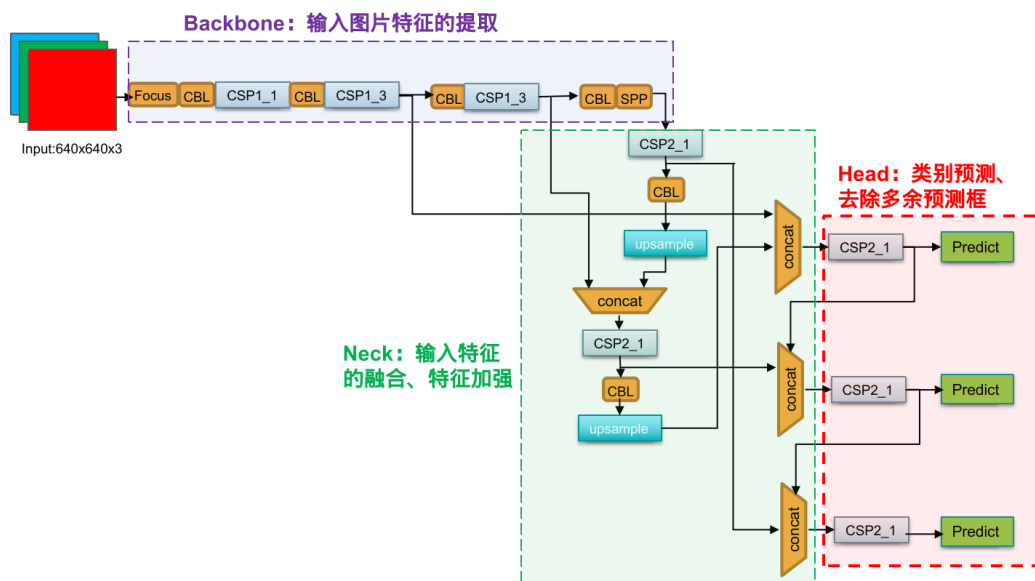 Backbone：输入图片特征的提取
Focus
CBL
CSP1_1
CBL
CSP1_3
CBL
CSP1_3
CBL
SPP
Input:640x640x3
CSP2_1
CBL
upsample
concat
CSP2_1
CBL
upsample
Neck：输入特征
的融合、特征加强
concat
concat
concat
Head：类别预测、
去除多余预测框
CSP2_1
Predict
CSP2_1
Predict
CSP2_1
Predict